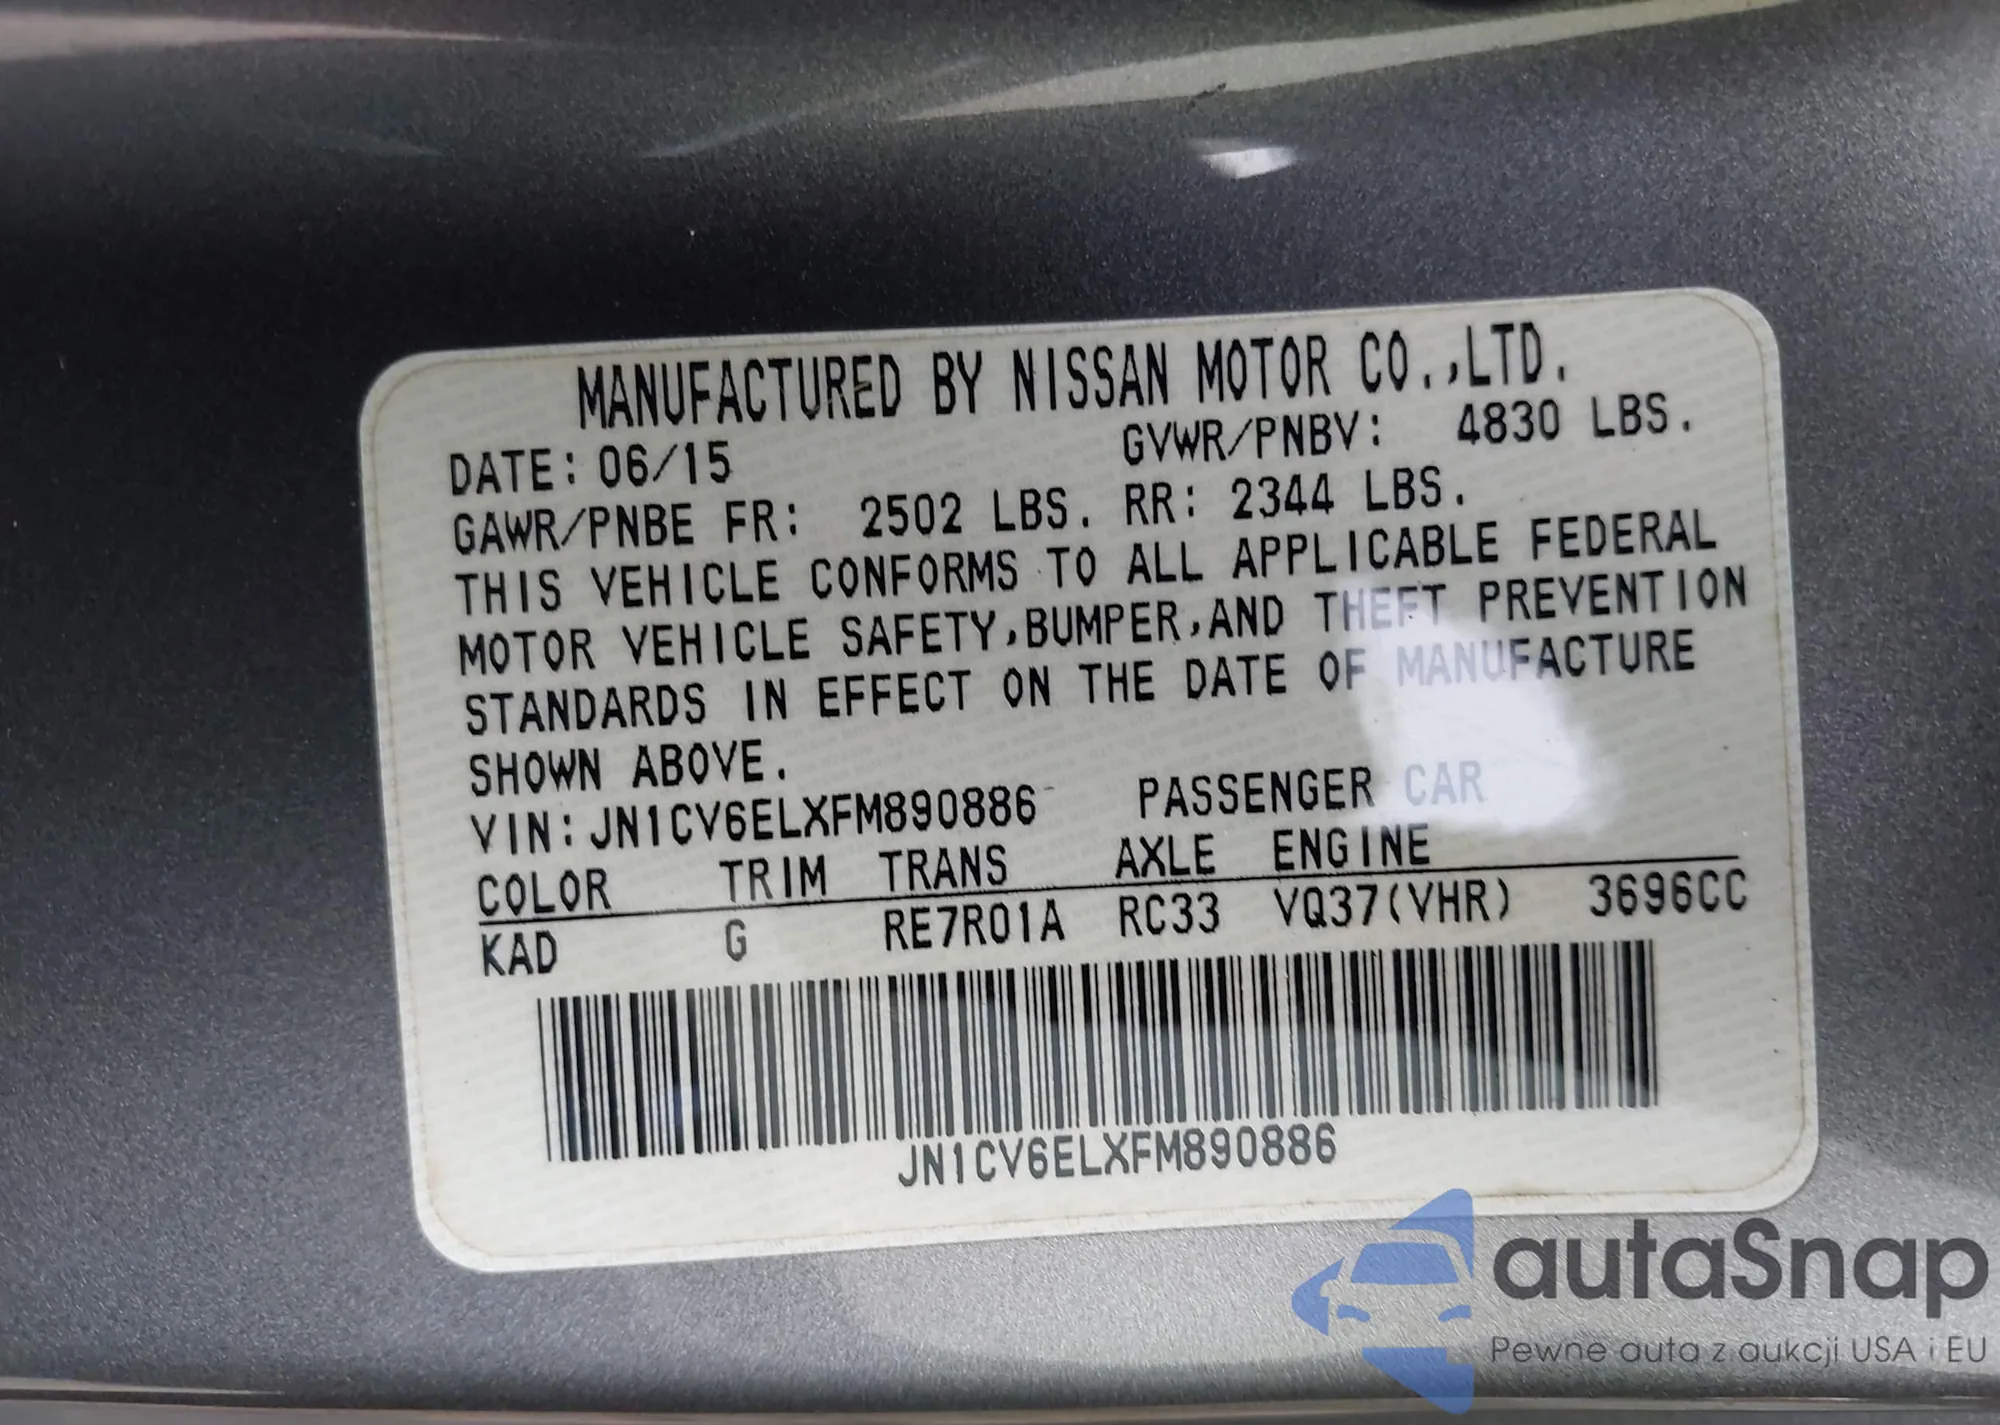 MANUFACTURED BY NISSAN MOTOR CO.,LTD.
DATE: 06/15 GVWR/PNBV: 4830 LBS.
GAWR/PNBE FR: 2502 LBS. RR: 2344 LBS.
THIS VEHICLE CONFORMS TO ALL APPLICABLE FEDERAL
MOTOR VEHICLE SAFETY,BUMPER,AND THEFT PREVENTION
STANDARDS IN EFFECT ON THE DATE OF MANUFACTURE
SHOWN ABOVE.
VIN:JN1CV6ELXFM890886 PASSENGER CAR
COLOR TRIM TRANS AXLE ENGINE
KAD G RE7R01A RC33 VQ37(VHR) 3696CC
JN1CV6ELXFM890886
autaSnap
Pewne auta z aukcji USA i EU